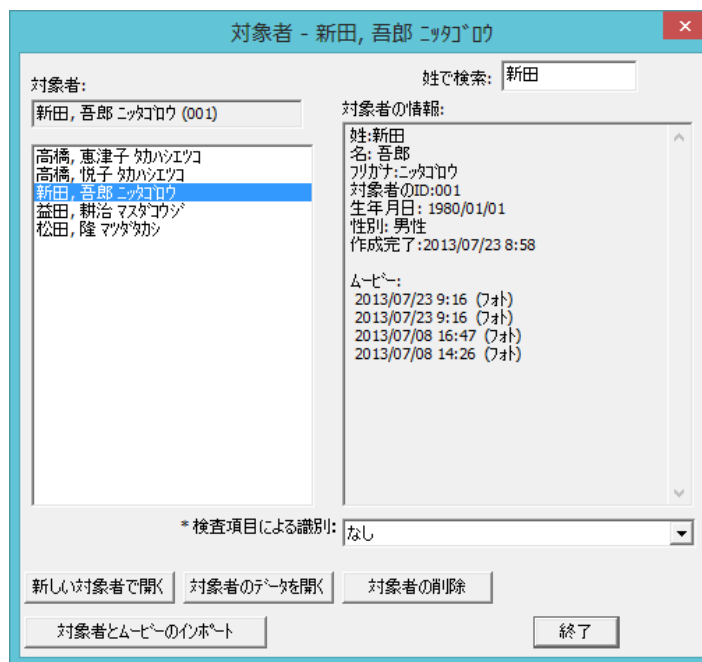 対象者 - 新田, 吾郎 ﾆｯﾀｺﾞﾛｳ
×
対象者:
新田, 吾郎 ﾆｯﾀｺﾞﾛｳ (001)
高橋, 恵津子 ﾀｶﾊｼｴﾂｺ
高橋, 悦子 ﾀｶﾊｼｴﾂｺ
新田, 吾郎 ﾆｯﾀｺﾞﾛｳ
益田, 耕治 ﾏｽﾀﾞｺｳｼﾞ
松田, 隆 ﾏﾂﾀﾞﾀｶｼ
姓で検索: 新田
対象者の情報:
姓:新田
名: 吾郎
ﾌﾘｶﾞﾅ:ﾆｯﾀｺﾞﾛｳ
対象者のID:001
生年月日: 1980/01/01
性別: 男性
作成完了:2013/07/23 8:58
ﾑｰﾋﾞｰ:
2013/07/23 9:16 (ﾌｫﾄ)
2013/07/23 9:16 (ﾌｫﾄ)
2013/07/08 16:47 (ﾌｫﾄ)
2013/07/08 14:26 (ﾌｫﾄ)
* 検査項目による識別: なし
新しい対象者で開く 対象者のﾃﾞｰﾀを開く 対象者の削除
対象者とﾑｰﾋﾞｰのｲﾝﾎﾟｰﾄ 終了